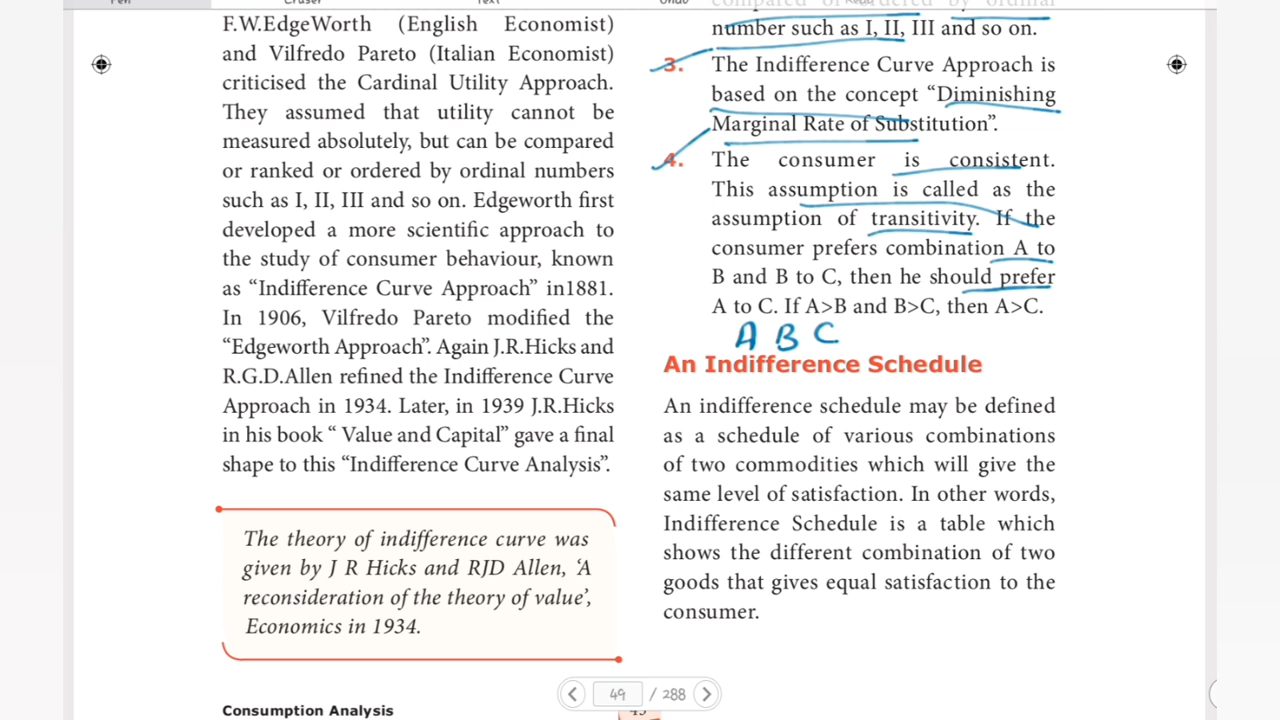 Pen
Eraser
Text
Undo
Read
F.W.EdgeWorth (English Economist)
and Vilfredo Pareto (Italian Economist)
criticised the Cardinal Utility Approach.
They assumed that utility cannot be
measured absolutely, but can be compared
or ranked or ordered by ordinal numbers
such as I, II, III and so on. Edgeworth first
developed a more scientific approach to
the study of consumer behaviour, known
as “Indifference Curve Approach” in1881.
In 1906, Vilfredo Pareto modified the
“Edgeworth Approach”. Again J.R.Hicks and
R.G.D.Allen refined the Indifference Curve
Approach in 1934. Later, in 1939 J.R.Hicks
in his book “ Value and Capital” gave a final
shape to this “Indifference Curve Analysis”.
The theory of indifference curve was
given by J R Hicks and RJD Allen, ‘A
reconsideration of the theory of value’,
Economics in 1934.
Consumption Analysis
compared or ordered by ordinal
number such as I, II, III and so on.
3. The Indifference Curve Approach is
based on the concept “Diminishing
Marginal Rate of Substitution”.
4. The consumer is consistent.
This assumption is called as the
assumption of transitivity. If the
consumer prefers combination A to
B and B to C, then he should prefer
A to C. If A>B and B>C, then A>C.
A B C
An Indifference Schedule
An indifference schedule may be defined
as a schedule of various combinations
of two commodities which will give the
same level of satisfaction. In other words,
Indifference Schedule is a table which
shows the different combination of two
goods that gives equal satisfaction to the
consumer.
49 / 288